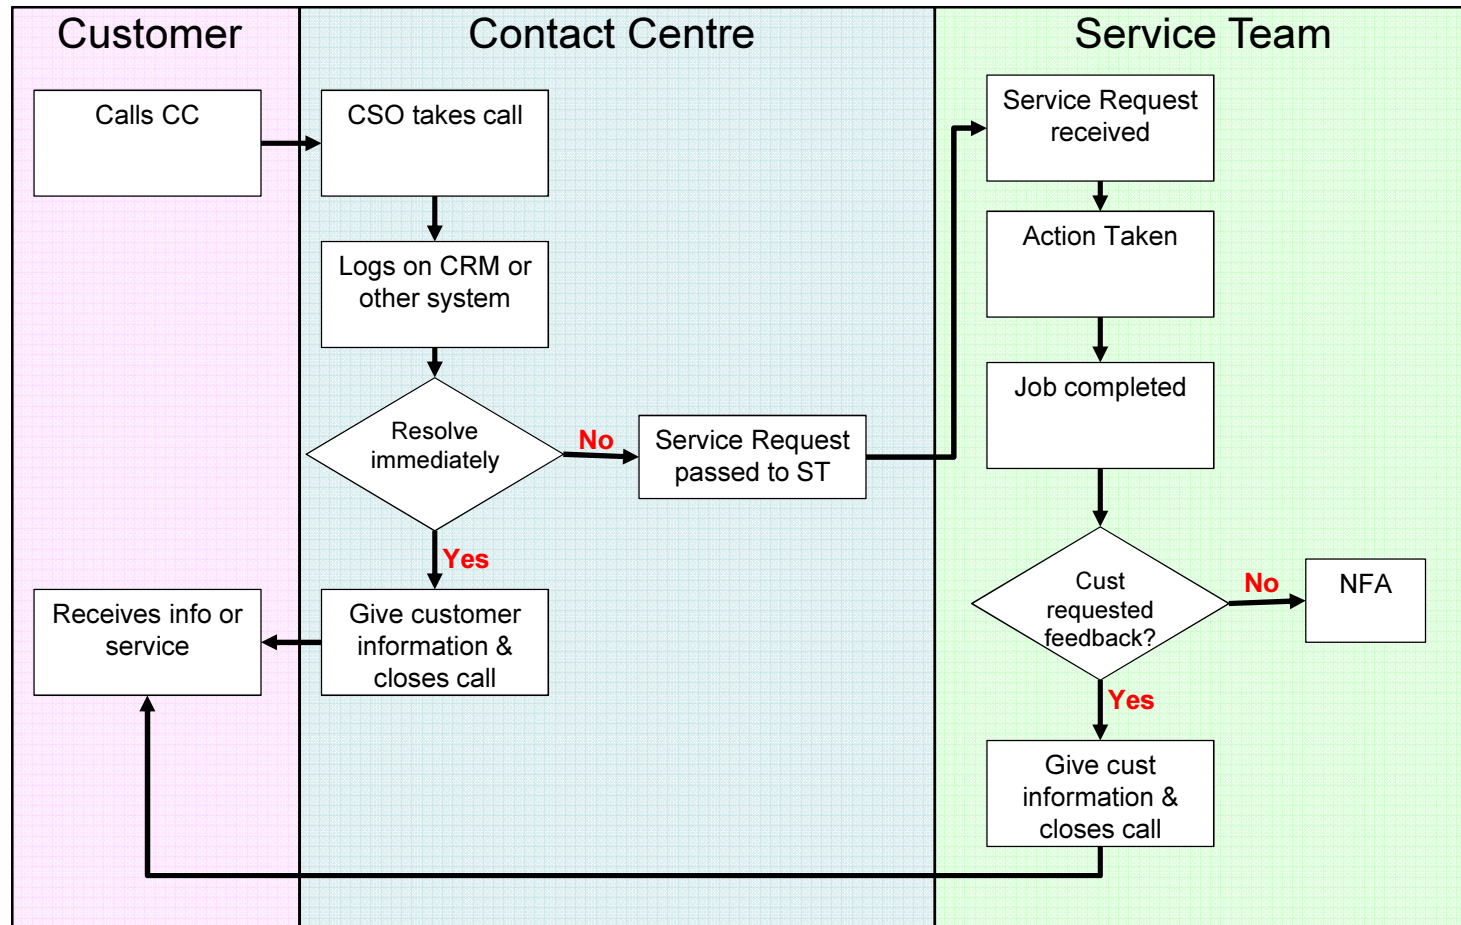 Customer
Contact Centre
Service Team
Calls CC
CSO takes call
Service Request
received
Logs on CRM or
other system
Action Taken
Resolve
immediately
No
Service Request
passed to ST
Job completed
Yes
Cust
requested
feedback?
No
NFA
Receives info or
service
Give customer
information &
closes call
Yes
Give cust
information &
closes call